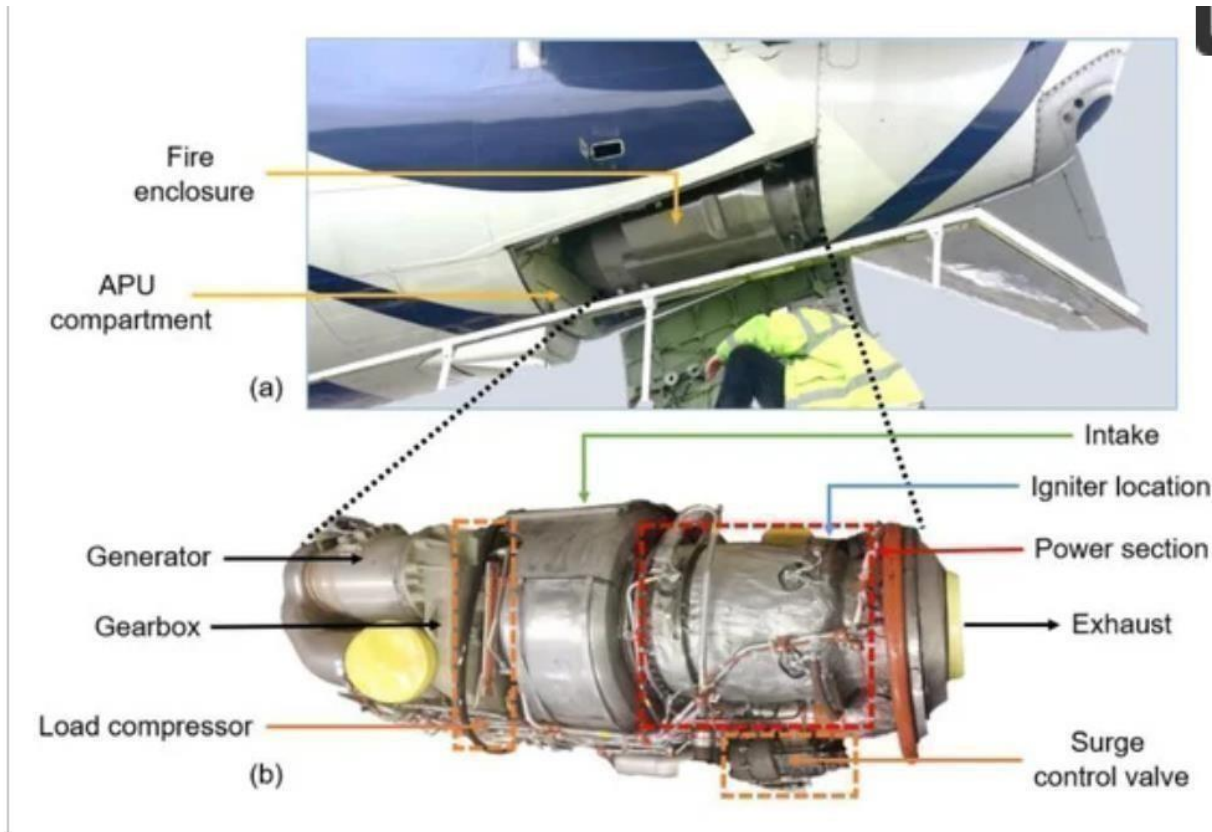 Fire
enclosure
APU
compartment
(a)
Intake
Igniter location
Generator
Power section
Gearbox
Exhaust
Load compressor
Surge
control valve
(b)